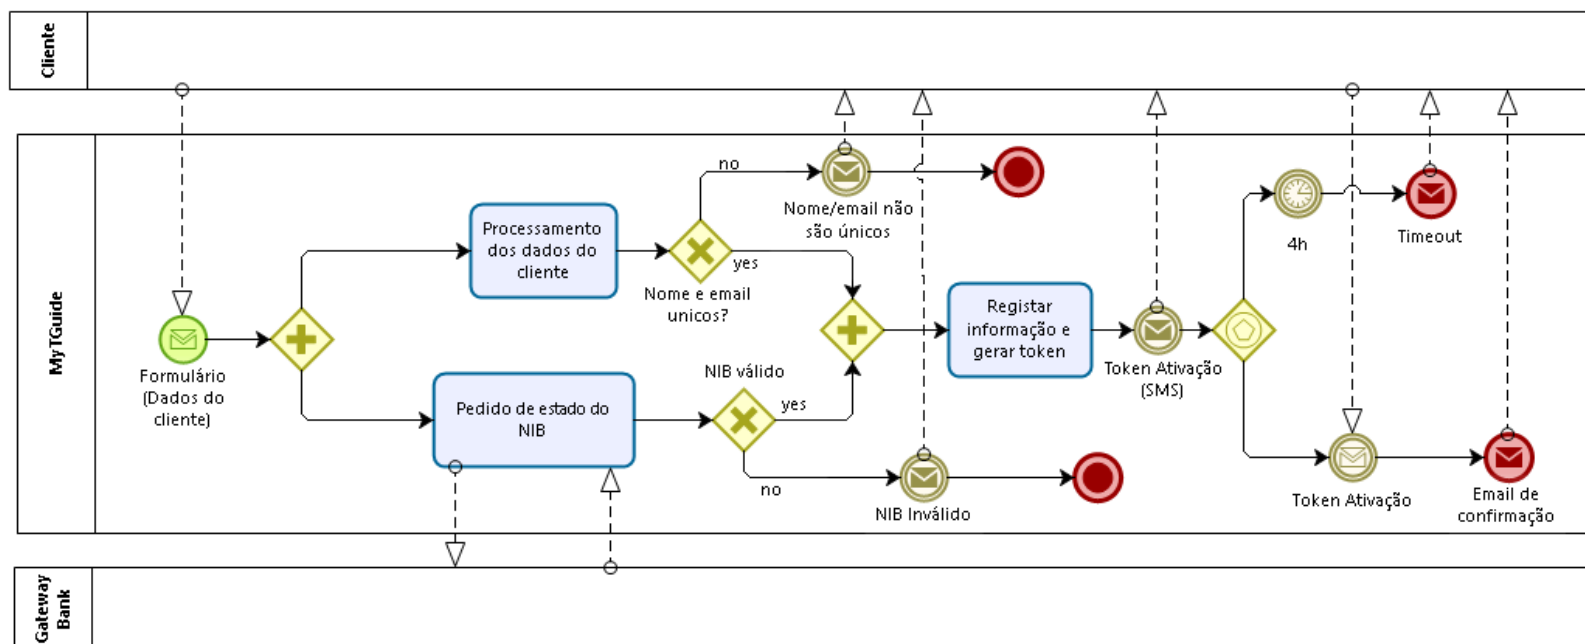 Cliente
MyTGuide
Gateway
Bank
Formulário
(Dados do
cliente)
Processamento
dos dados do
cliente
Pedido de estado do
NIB
no
yes
Nome e email
unicos?
NIB válido
yes
no
Nome/email não
são únicos
NIB Inválido
Registar
informação e
gerar token
Token Ativação
(SMS)
4h
Timeout
Token Ativação
Email de
confirmação